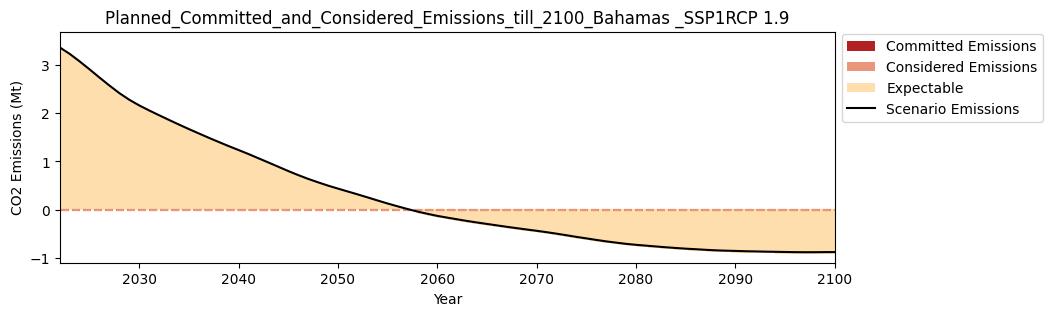 Planned_Committed_and_Considered_Emissions_till_2100_Bahamas _SSP1RCP 1.9
CO2 Emissions (Mt)
3
2
1
0
−1
2030 2040 2050 2060 2070 2080 2090 2100
Year
Committed Emissions
Considered Emissions
Expectable
Scenario Emissions